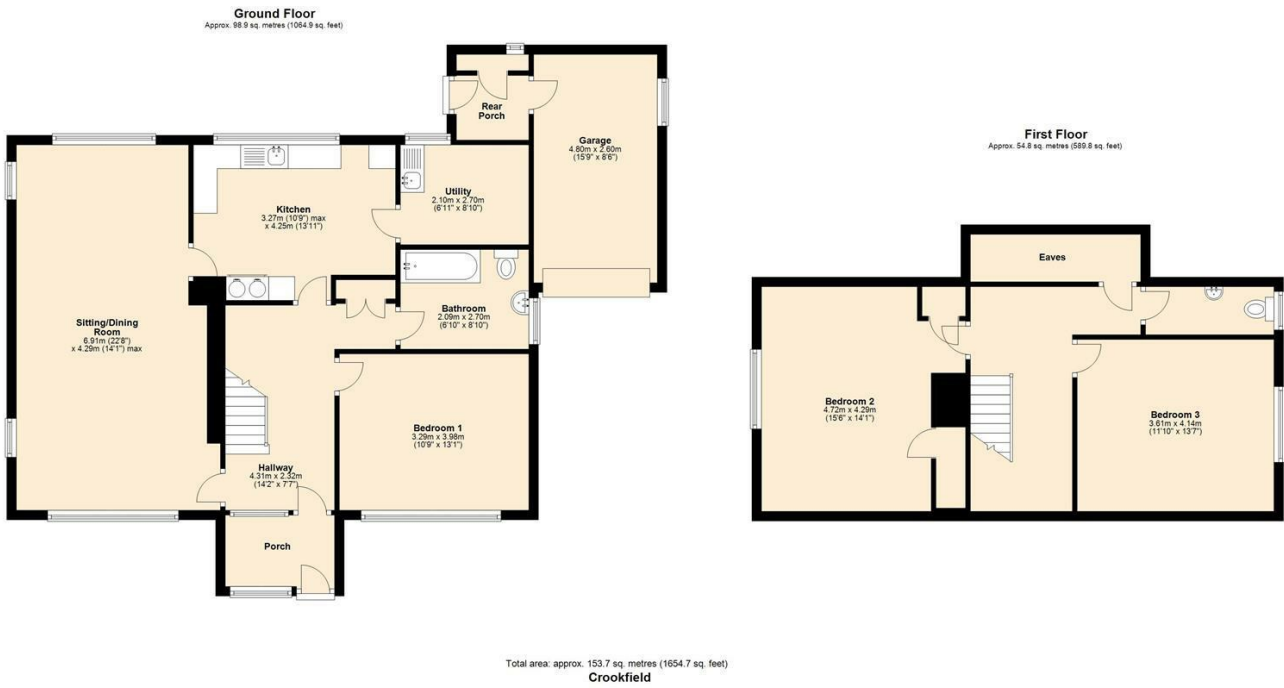 Ground Floor
Approx. 98.9 sq. metres (1064.9 sq. feet)
Rear
Porch
Garage
4.80m x 2.60m
(15'9" x 8'6")
Kitchen
3.27m (10'9") max
x 4.25m (13'11")
Utility
2.10m x 2.70m
(6'11" x 8'10")
Bathroom
2.09m x 2.70m
(6'10" x 8'10")
Sitting/Dining
Room
6.91m (22'8")
x 4.29m (14'1") max
Bedroom 1
3.29m x 3.98m
(10'9" x 13'1")
Hallway
4.31m x 2.32m
(14'2" x 7'7")
Porch
First Floor
Approx. 54.8 sq. metres (589.8 sq. feet)
Eaves
Bedroom 2
4.72m x 4.29m
(15'6" x 14'1")
Bedroom 3
3.61m x 4.14m
(11'10" x 13'7")
Total area: approx. 153.7 sq. metres (1654.7 sq. feet)
Crookfield